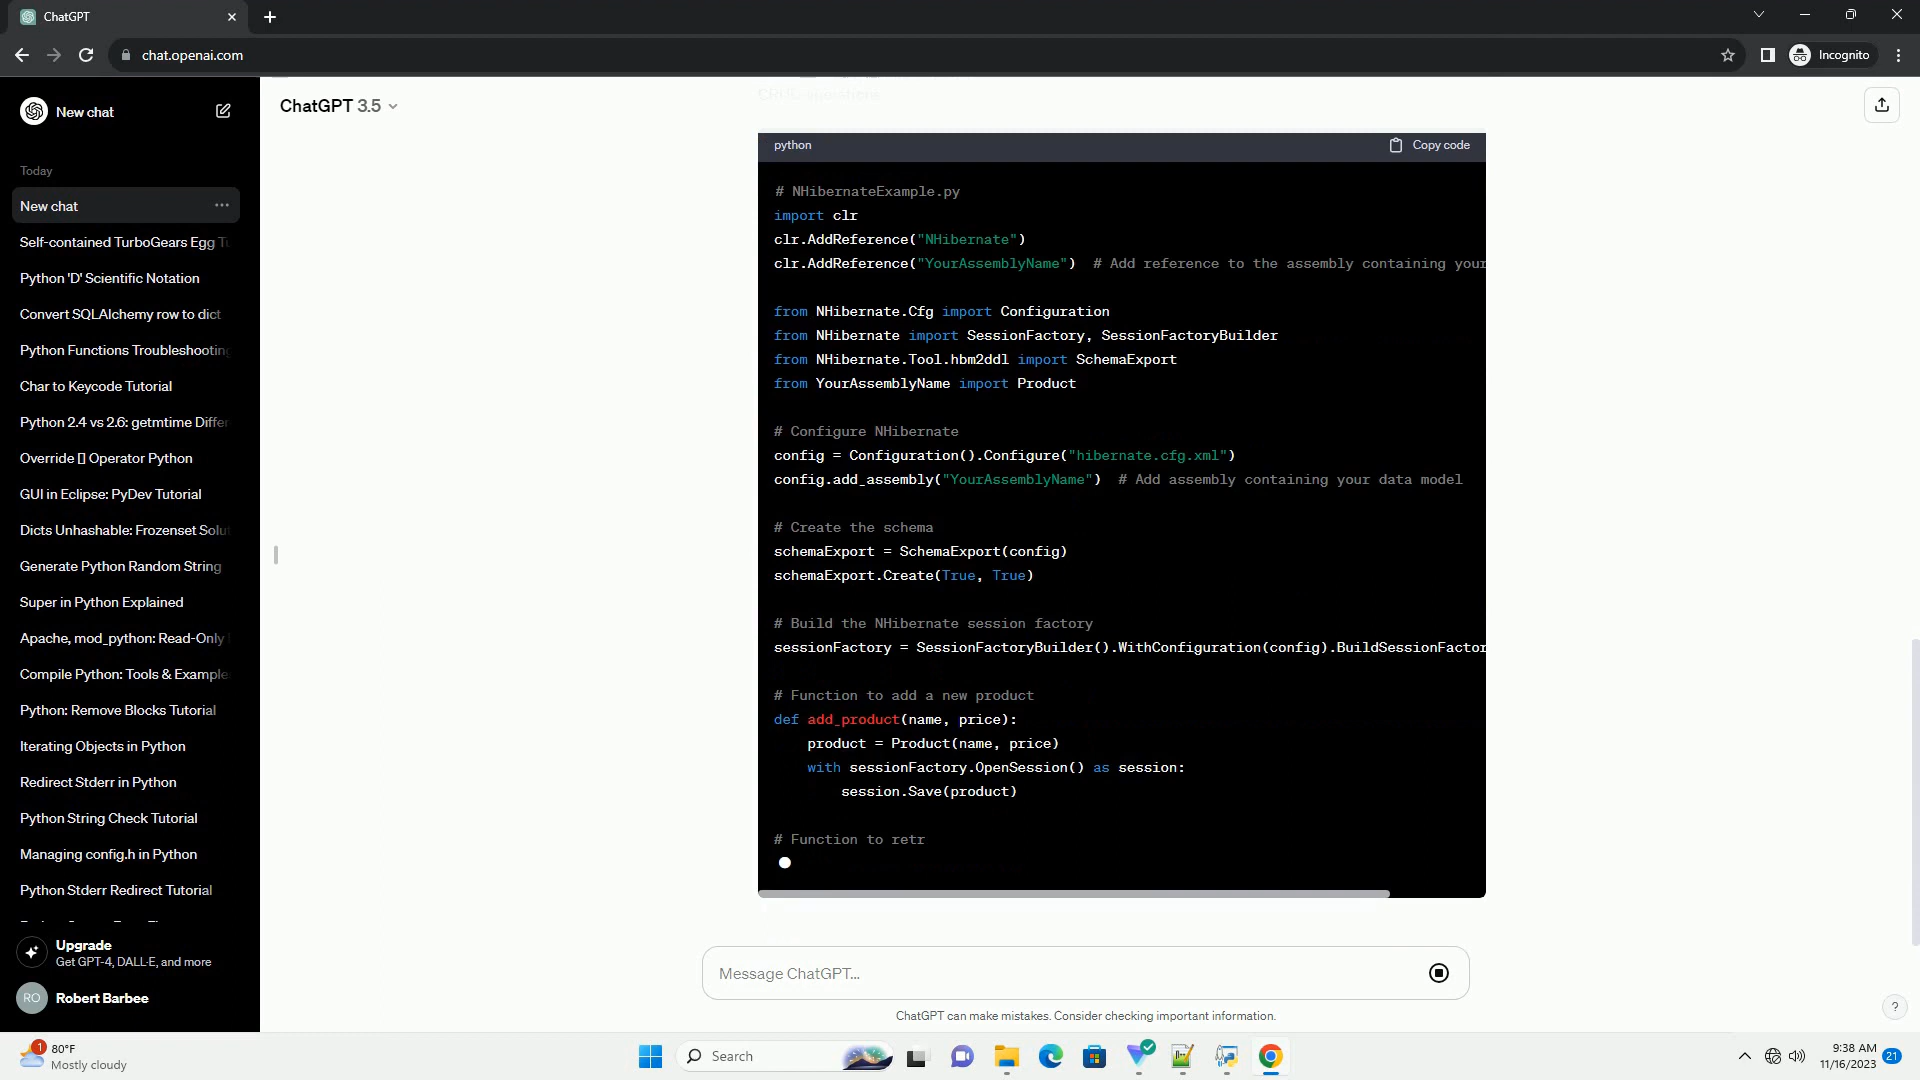 ChatGPT
chat.openai.com
Incognito
New chat
Today
New chat
Self-contained TurboGears Egg Tu
Python 'D' Scientific Notation
Convert SQLAlchemy row to dict
Python Functions Troubleshooting
Char to Keycode Tutorial
Python 2.4 vs 2.6: getmtime Differ
Override [] Operator Python
GUI in Eclipse: PyDev Tutorial
Dicts Unhashable: Frozenset Solut
Generate Python Random String
Super in Python Explained
Apache, mod_python: Read-Only
Compile Python: Tools & Example
Python: Remove Blocks Tutorial
Iterating Objects in Python
Redirect Stderr in Python
Python String Check Tutorial
Managing config.h in Python
Python Stderr Redirect Tutorial
Upgrade
Get GPT-4, DALL·E, and more
RO
Robert Barbee
ChatGPT 3.5
python
Copy code
# NHibernateExample.py
import clr
clr.AddReference("NHibernate")
clr.AddReference("YourAssemblyName")  # Add reference to the assembly containing your
from NHibernate.Cfg import Configuration
from NHibernate import SessionFactory, SessionFactoryBuilder
from NHibernate.Tool.hbm2ddl import SchemaExport
from YourAssemblyName import Product
# Configure NHibernate
config = Configuration().Configure("hibernate.cfg.xml")
config.add_assembly("YourAssemblyName")  # Add assembly containing your data model
# Create the schema
schemaExport = SchemaExport(config)
schemaExport.Create(True, True)
# Build the NHibernate session factory
sessionFactory = SessionFactoryBuilder().WithConfiguration(config).BuildSessionFactor
# Function to add a new product
def add_product(name, price):
    product = Product(name, price)
    with sessionFactory.OpenSession() as session:
        session.Save(product)
# Function to retr
Message ChatGPT...
ChatGPT can make mistakes. Consider checking important information.
?
1
80°F
Mostly cloudy
Search
9:38 AM
11/16/2023
21